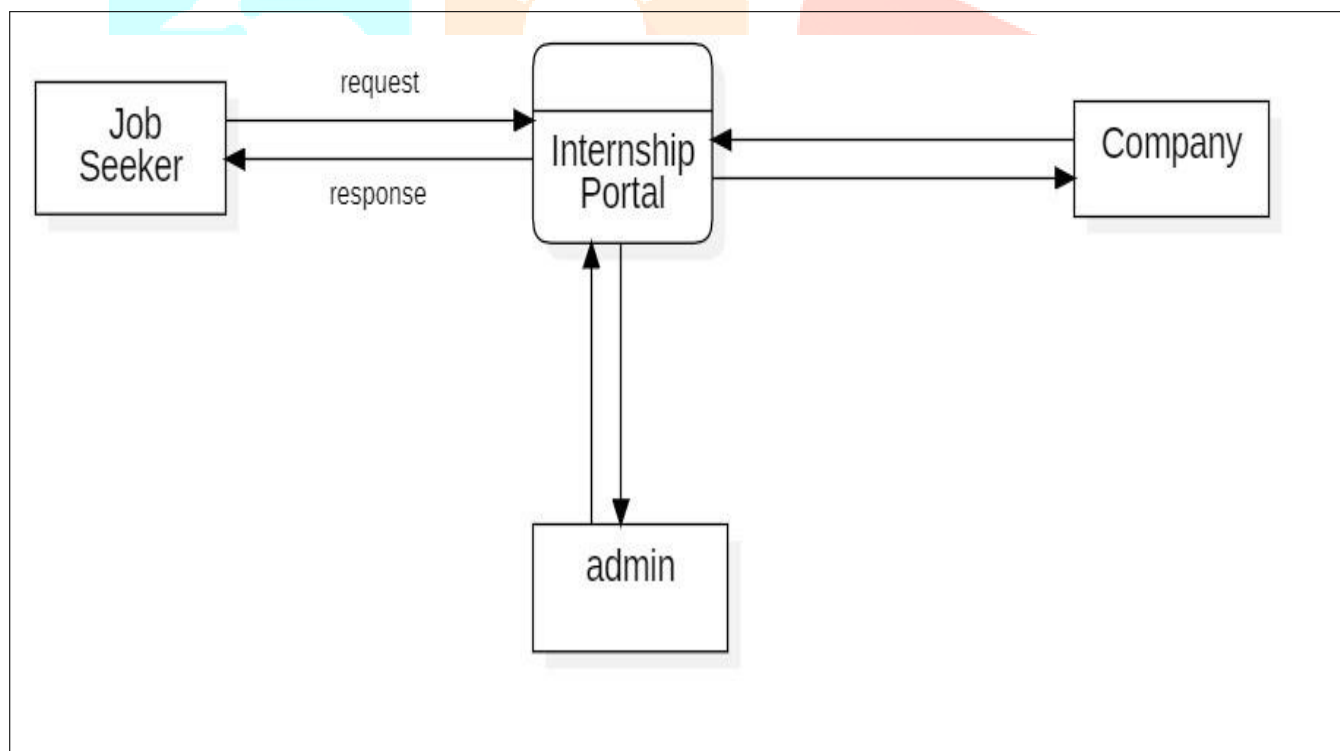 request
Job
Seeker
response
Internship
Portal
Company
admin